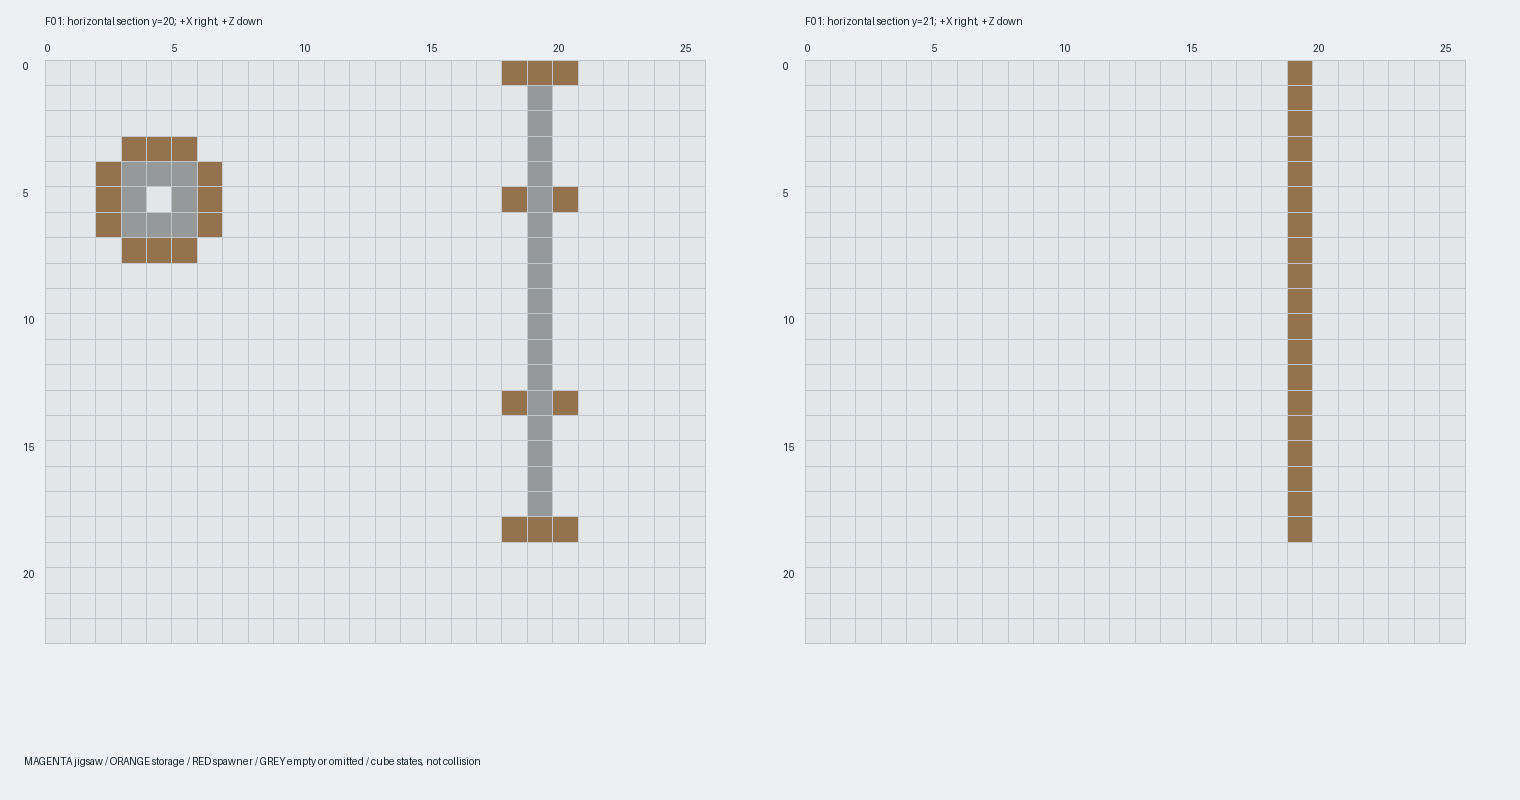 F01: horizontal section y=20; +X right, +Z down
F01: horizontal section y=21; +X right, +Z down
0 5 10 15 20 25
0 5 10 15 20 25
0
0
5
5
10
10
15
15
20
20
MAGENTA jigsaw / ORANGE storage / RED spawner / GREY empty or omitted / cube states, not collision